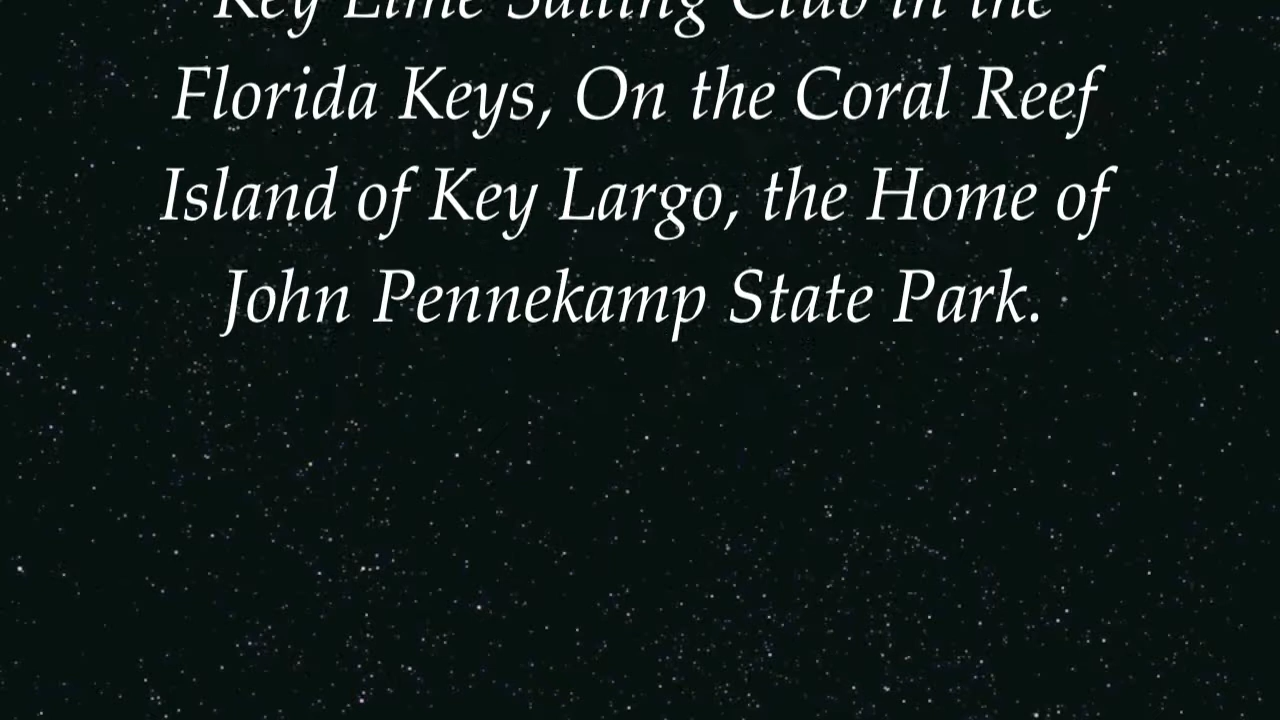 Key Lime Sailing Club in the
Florida Keys, On the Coral Reef
Island of Key Largo, the Home of
John Pennekamp State Park.